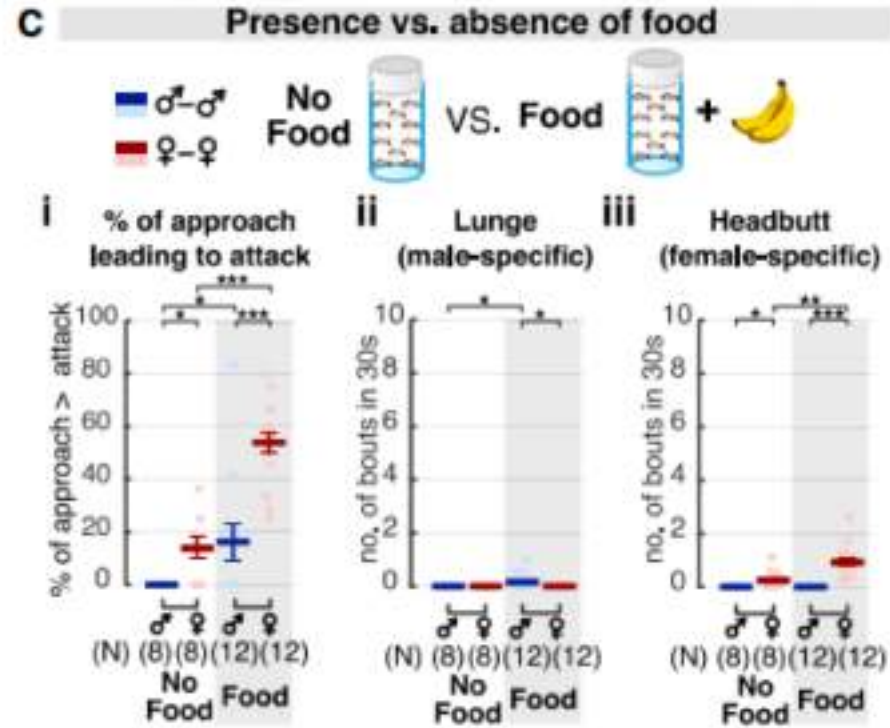 C Presence vs. absence of food
♂–♂
♀–♀
No
Food
VS.
Food
+
i
% of approach
leading to attack
***
*
* ***
% of approach > attack
100
80
60
40
20
0
♂ ♀ ♂ ♀
(N) (8)(8)(12)(12)
No
Food
Food
ii
Lunge
(male-specific)
*
*
no. of bouts in 30s
10
8
6
4
2
0
♂ ♀ ♂ ♀
(N) (8)(8)(12)(12)
No
Food
Food
iii
Headbutt
(female-specific)
**
* ***
no. of bouts in 30s
10
8
6
4
2
0
♂ ♀ ♂ ♀
(N) (8)(8)(12)(12)
No
Food
Food